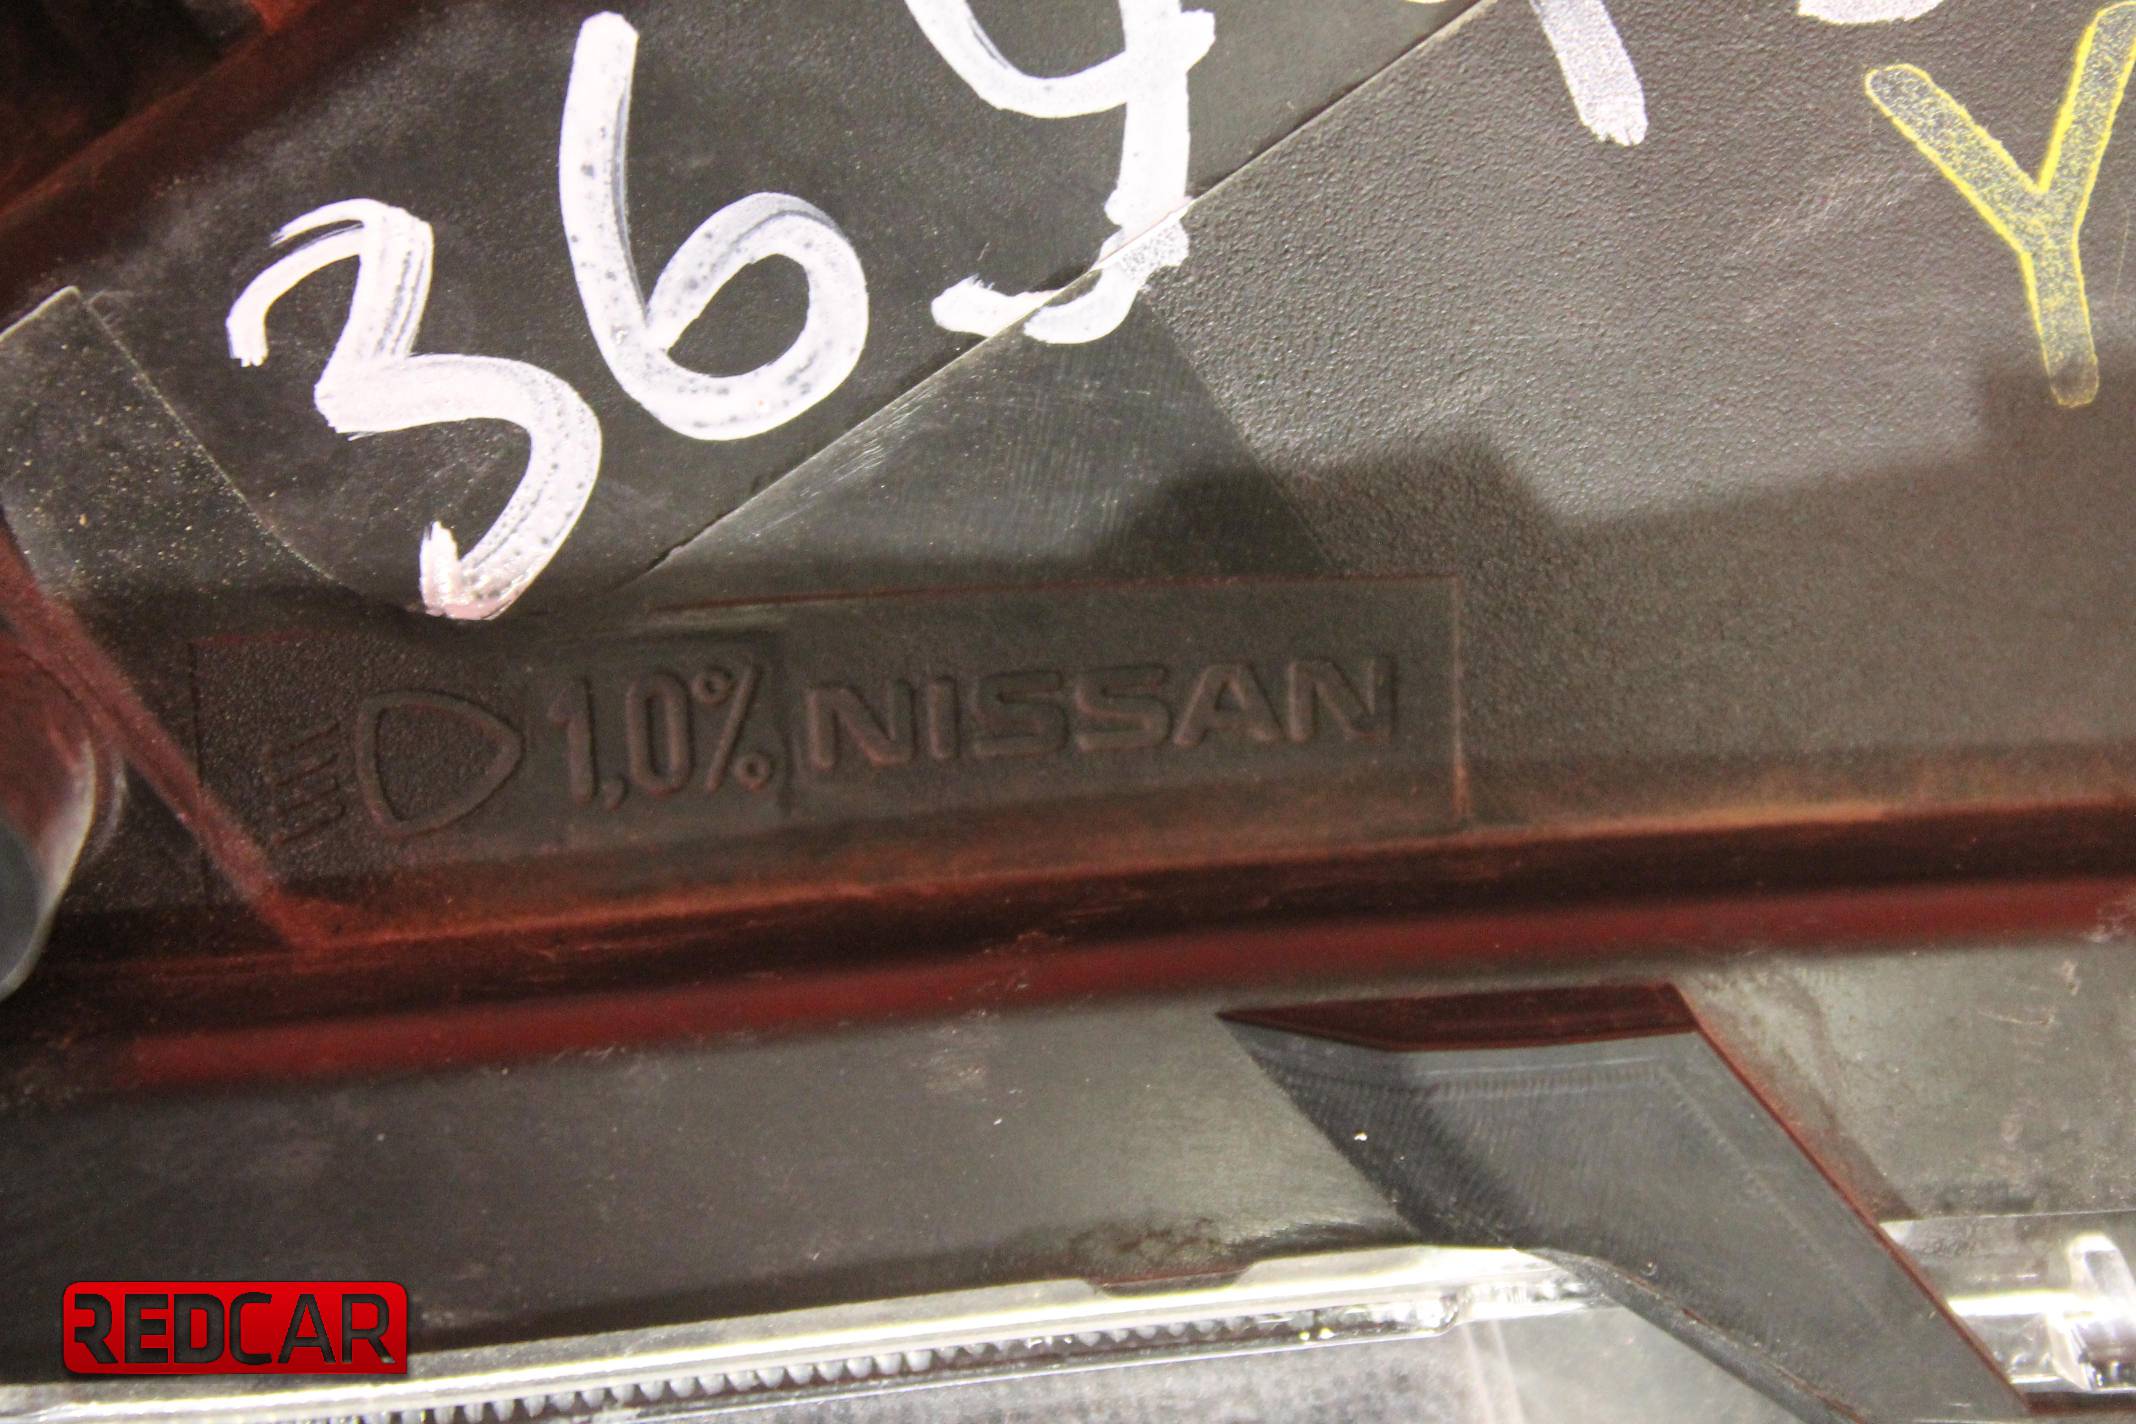 369
Y
1,0% NISSAN
REDCAR